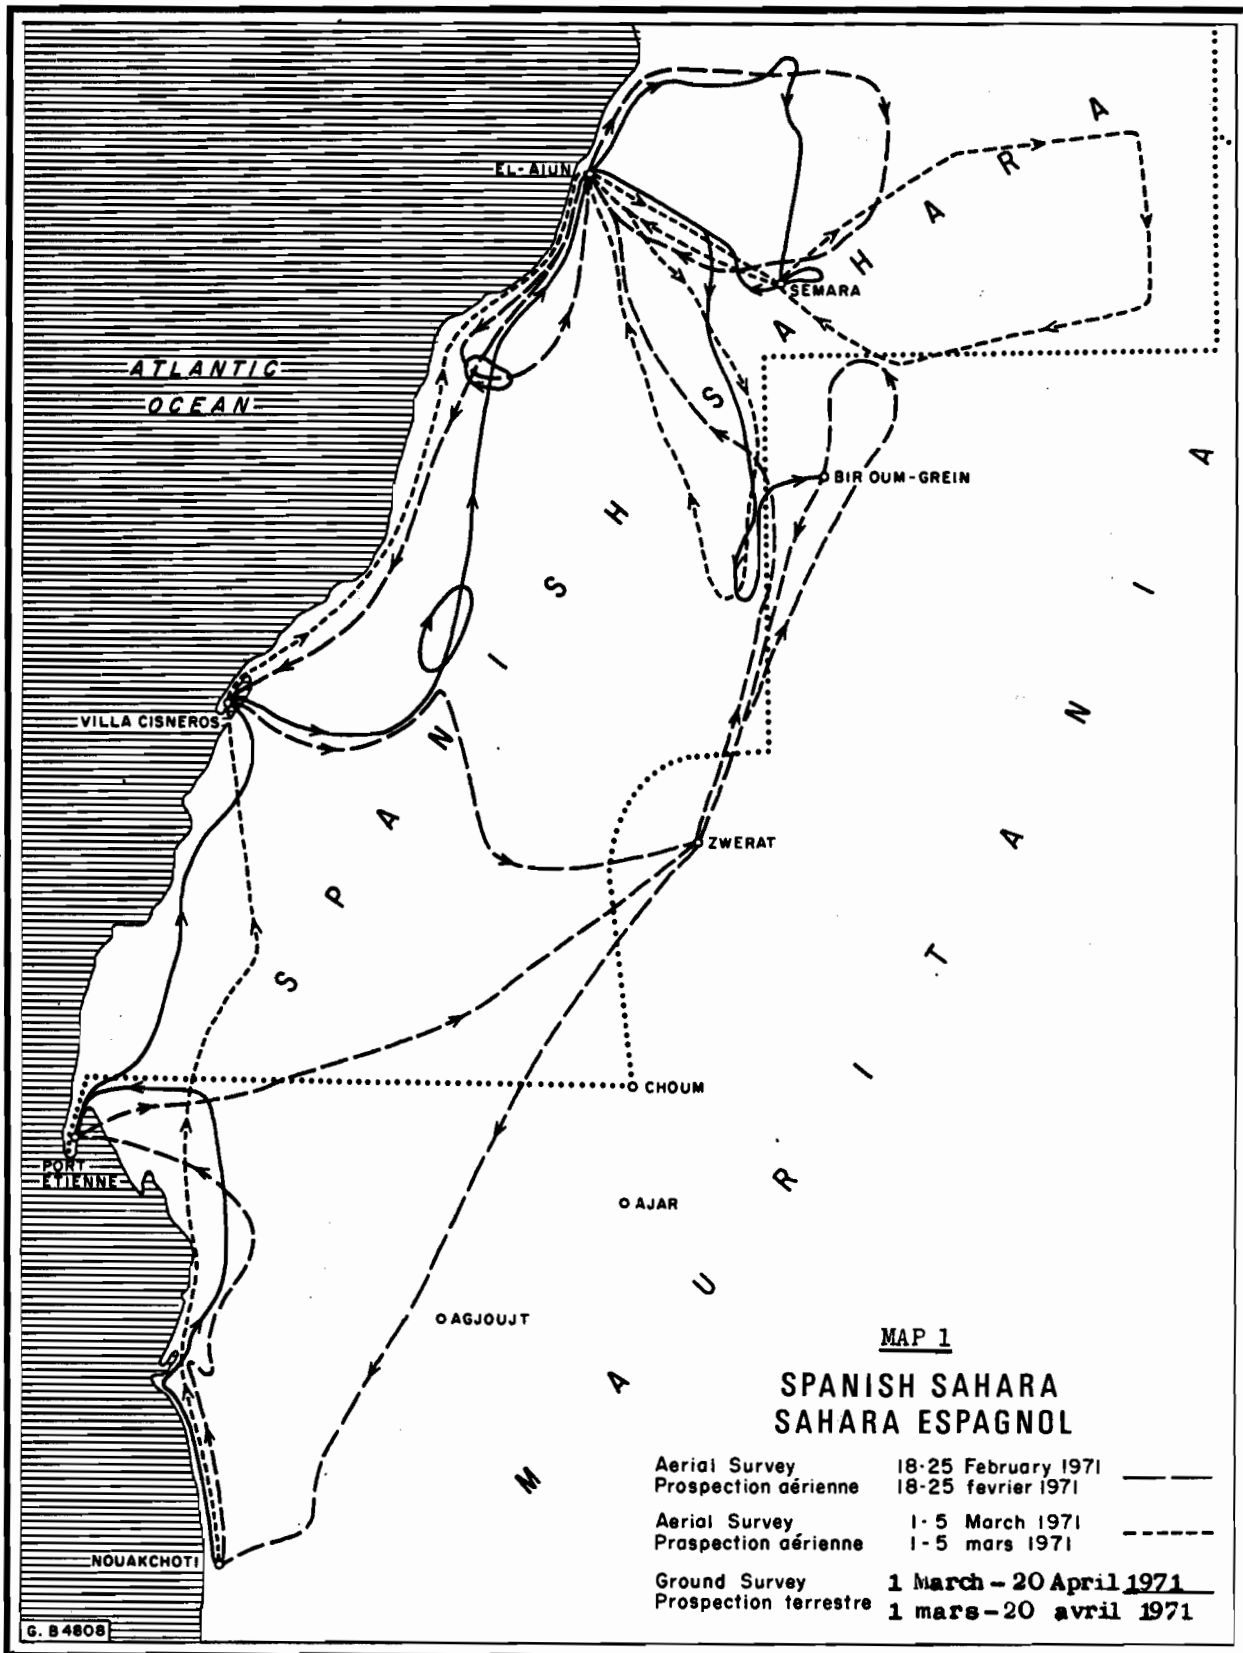 EL-AIUN
SEMARA
ATLANTIC
OCEAN
BIR OUM-GREIN
VILLA CISNEROS
ZWERAT
CHOUM
PORT
ÉTIENNE
AJAR
AGJOUJT
NOUAKCHOTT
SPANISH SAHARA
MAURITANIA
MAP 1
SPANISH SAHARA
SAHARA ESPAGNOL
Aerial Survey 18-25 February 1971
Prospection aérienne 18-25 fevrier 1971
Aerial Survey 1-5 March 1971
Praspection aérienne 1-5 mars 1971
Ground Survey 1 March-20 April 1971
Prospection terrestre 1 mars-20 avril 1971
G. B 4808